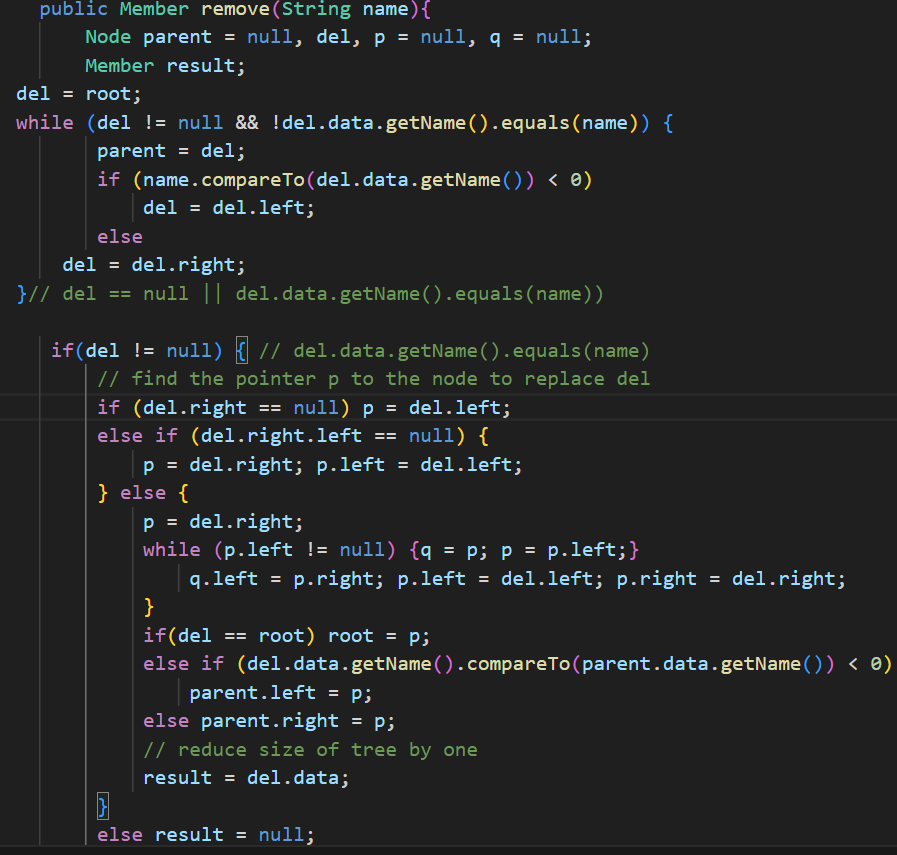 public Member remove(String name){
Node parent = null, del, p = null, q = null;
Member result;
del = root;
while (del != null && !del.data.getName().equals(name)) {
parent = del;
if (name.compareTo(del.data.getName()) < 0)
del = del.left;
else
del = del.right;
}// del == null || del.data.getName().equals(name))
if(del != null) { // del.data.getName().equals(name)
// find the pointer p to the node to replace del
if (del.right == null) p = del.left;
else if (del.right.left == null) {
p = del.right; p.left = del.left;
} else {
p = del.right;
while (p.left != null) {q = p; p = p.left;}
q.left = p.right; p.left = del.left; p.right = del.right;
}
if(del == root) root = p;
else if (del.data.getName().compareTo(parent.data.getName()) < 0)
parent.left = p;
else parent.right = p;
// reduce size of tree by one
result = del.data;
}
else result = null;